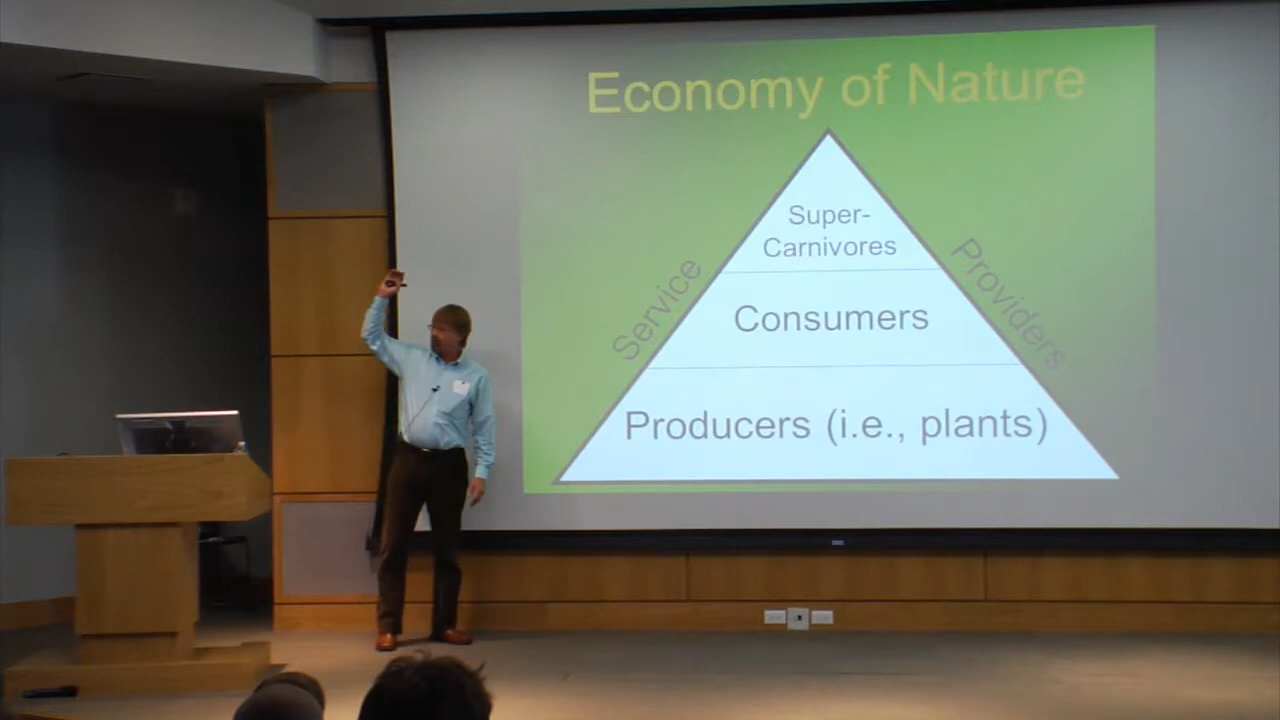 Economy of Nature
Super-
Carnivores
Service
Providers
Consumers
Producers (i.e., plants)